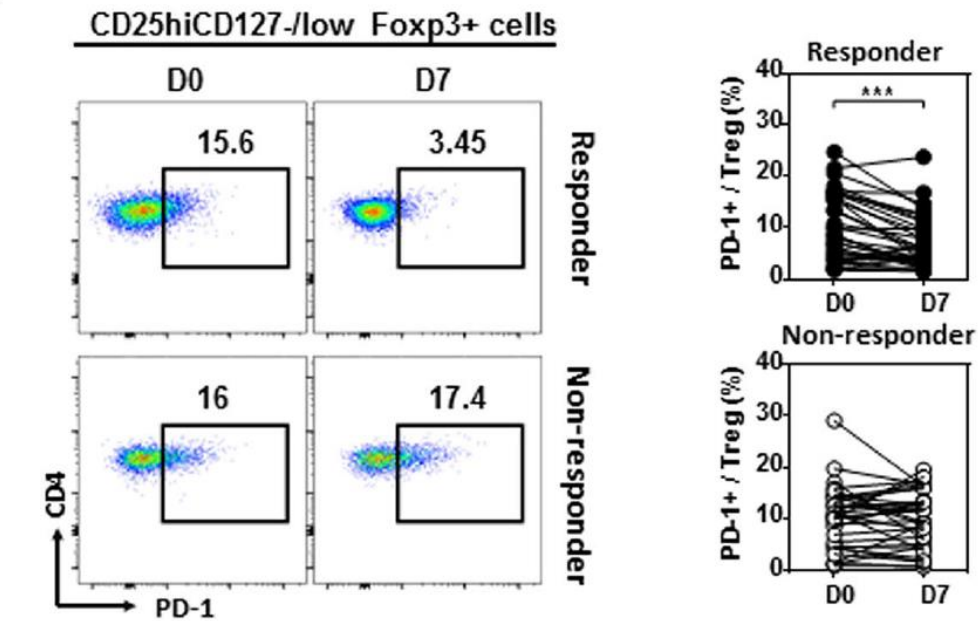 CD25hiCD127-/low Foxp3+ cells
D0 D7
15.6 3.45
Responder
16 17.4
Non-responder
CD4
PD-1
Responder
***
PD-1+ / Treg (%)
40
30
20
10
0
D0 D7
Non-responder
PD-1+ / Treg (%)
40
30
20
10
0
D0 D7